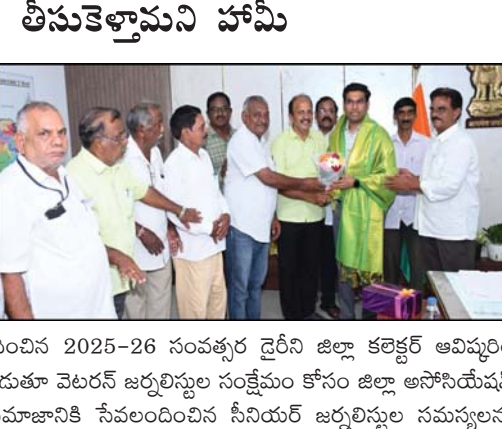 తీసుకెళ్తామని హామీ
ంచిన 2025-26 సంవత్సర డైరీని జిల్లా కలెక్టర్ ఆవిష్కరిం
డుతూ వెటరన్ జర్నలిస్టుల సంక్షేమం కోసం జిల్లా అసోసియేషన్
మాజానికి సేవలందించిన సీనియర్ జర్నలిస్టుల సమస్యలను